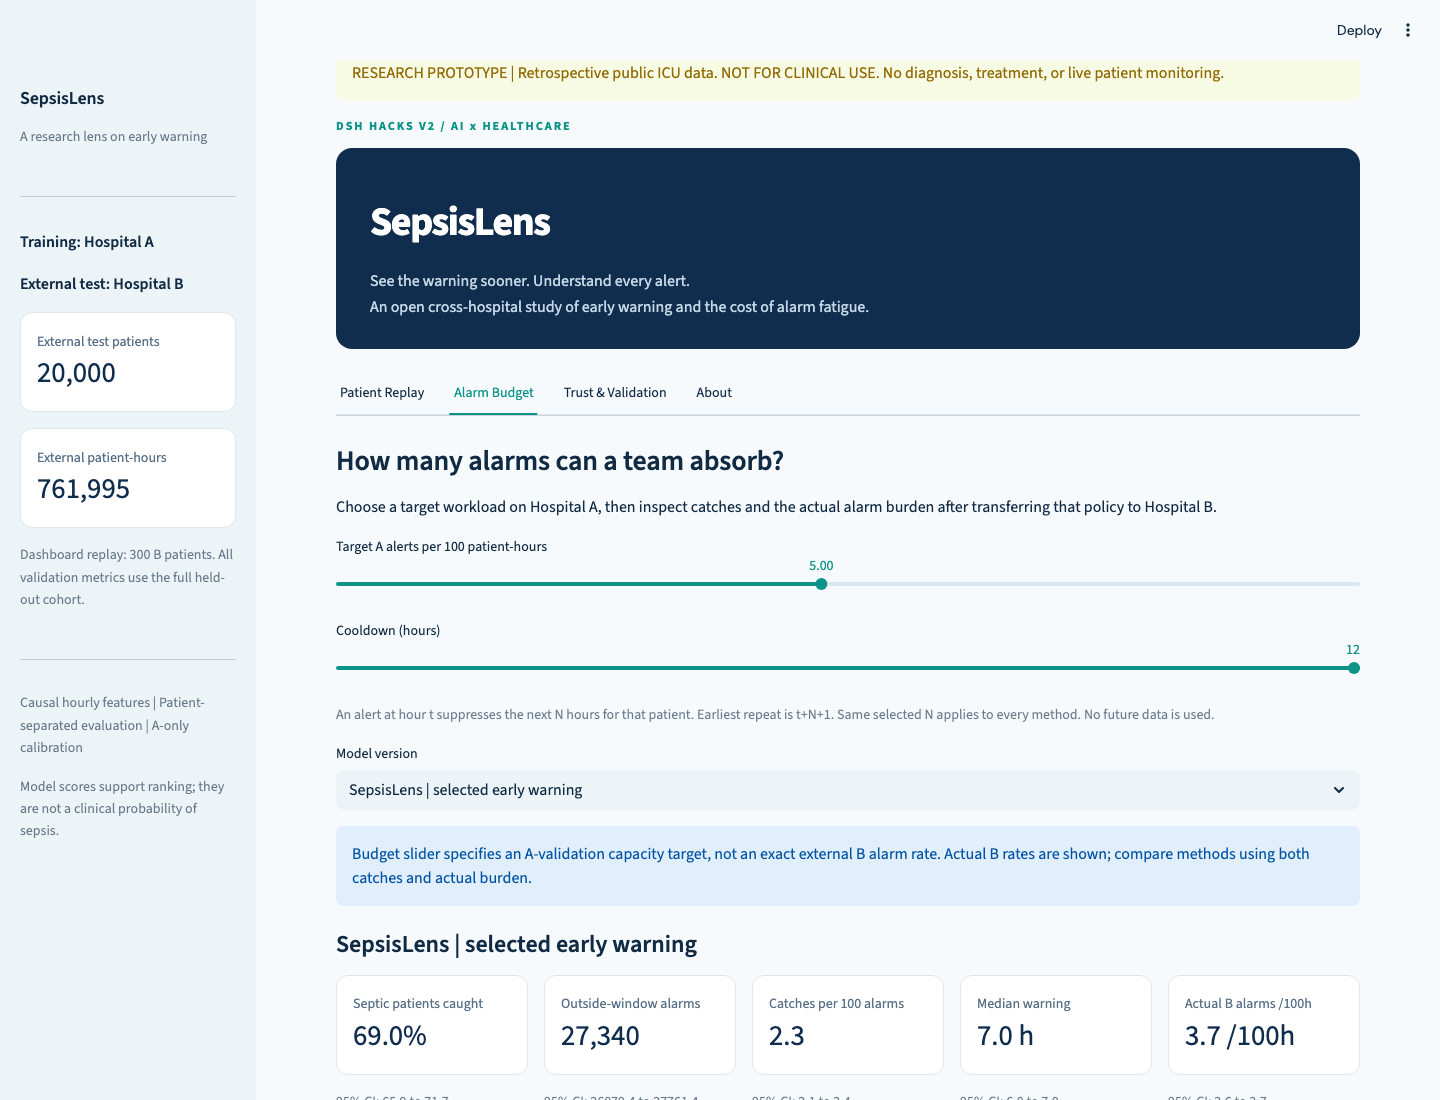 Deploy
SepsisLens
A research lens on early warning
Training: Hospital A
External test: Hospital B
External test patients
20,000
External patient-hours
761,995
Dashboard replay: 300 B patients. All
validation metrics use the full held-
out cohort.
Causal hourly features | Patient-
separated evaluation | A-only
calibration
Model scores support ranking; they
are not a clinical probability of
sepsis.
RESEARCH PROTOTYPE | Retrospective public ICU data. NOT FOR CLINICAL USE. No diagnosis, treatment, or live patient monitoring.
DSH HACKS V2 / AI x HEALTHCARE
SepsisLens
See the warning sooner. Understand every alert.
An open cross-hospital study of early warning and the cost of alarm fatigue.
Patient Replay Alarm Budget Trust & Validation About
How many alarms can a team absorb?
Choose a target workload on Hospital A, then inspect catches and the actual alarm burden after transferring that policy to Hospital B.
Target A alerts per 100 patient-hours
5.00
Cooldown (hours)
12
An alert at hour t suppresses the next N hours for that patient. Earliest repeat is t+N+1. Same selected N applies to every method. No future data is used.
Model version
SepsisLens | selected early warning
Budget slider specifies an A-validation capacity target, not an exact external B alarm rate. Actual B rates are shown; compare methods using both
catches and actual burden.
SepsisLens | selected early warning
Septic patients caught
69.0%
Outside-window alarms
27,340
Catches per 100 alarms
2.3
Median warning
7.0 h
Actual B alarms /100h
3.7 /100h